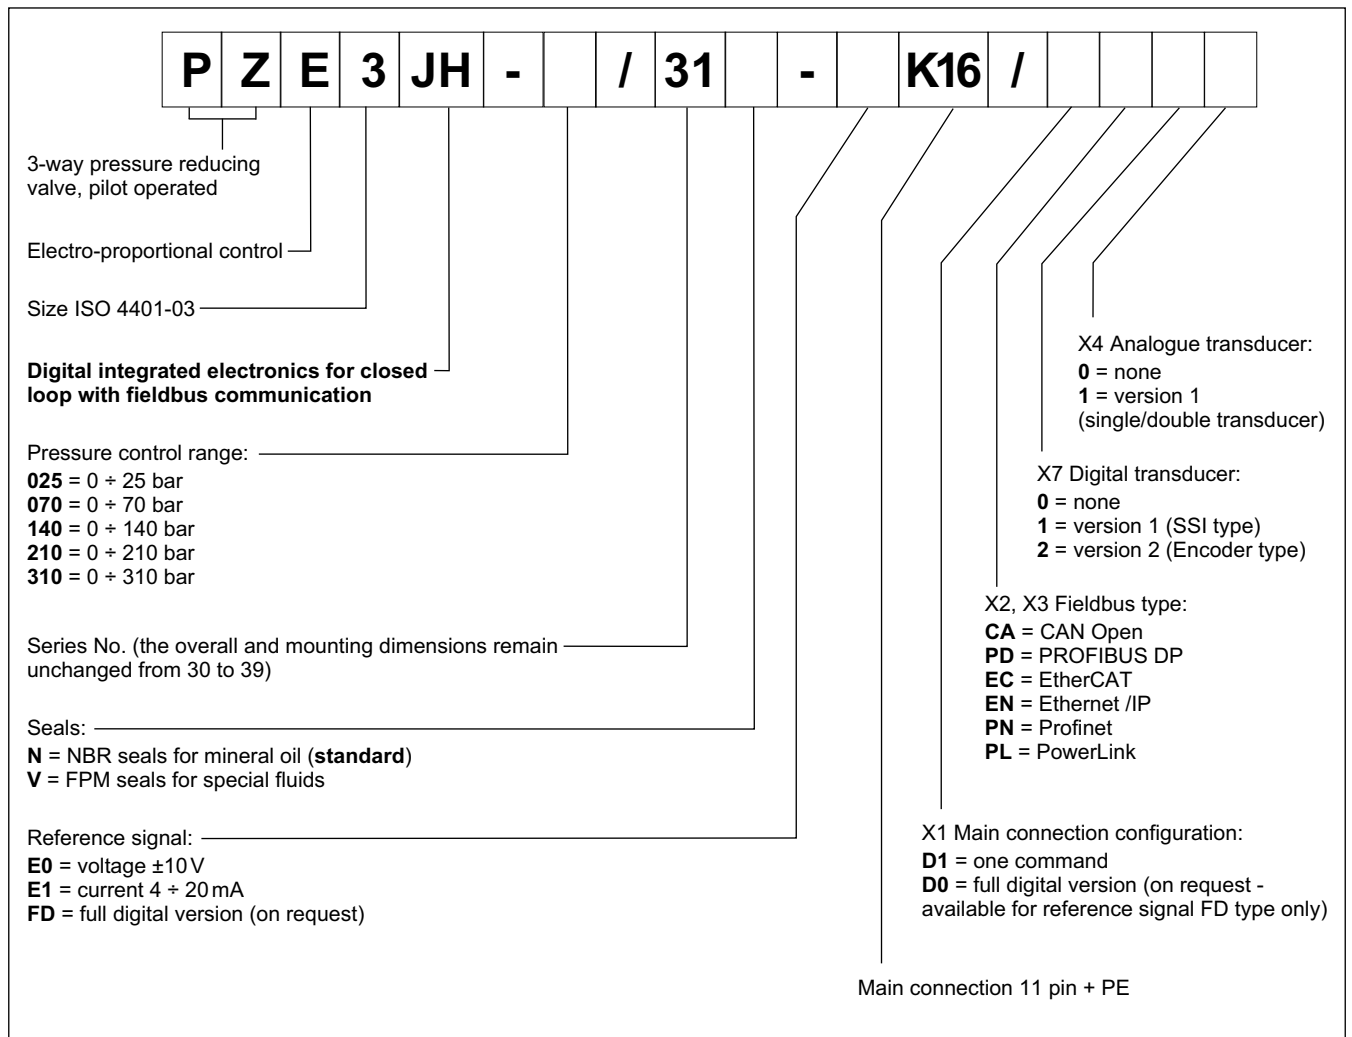 P Z E 3 JH - / 31 - K16 /
3-way pressure reducing
valve, pilot operated
Electro-proportional control
Size ISO 4401-03
Digital integrated electronics for closed
loop with fieldbus communication
Pressure control range:
025 = 0 ÷ 25 bar
070 = 0 ÷ 70 bar
140 = 0 ÷ 140 bar
210 = 0 ÷ 210 bar
310 = 0 ÷ 310 bar
Series No. (the overall and mounting dimensions remain
unchanged from 30 to 39)
Seals:
N = NBR seals for mineral oil (standard)
V = FPM seals for special fluids
Reference signal:
E0 = voltage ±10 V
E1 = current 4 ÷ 20 mA
FD = full digital version (on request)
X4 Analogue transducer:
0 = none
1 = version 1
(single/double transducer)
X7 Digital transducer:
0 = none
1 = version 1 (SSI type)
2 = version 2 (Encoder type)
X2, X3 Fieldbus type:
CA = CAN Open
PD = PROFIBUS DP
EC = EtherCAT
EN = Ethernet /IP
PN = Profinet
PL = PowerLink
X1 Main connection configuration:
D1 = one command
D0 = full digital version (on request -
available for reference signal FD type only)
Main connection 11 pin + PE